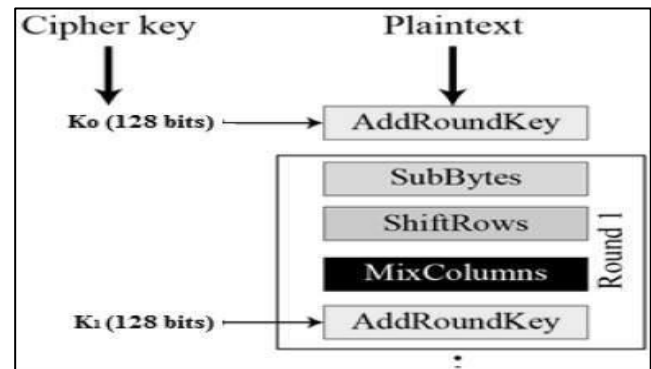 Cipher key Plaintext
K₀ (128 bits) AddRoundKey
SubBytes
ShiftRows
MixColumns
Round 1
K₁ (128 bits) AddRoundKey